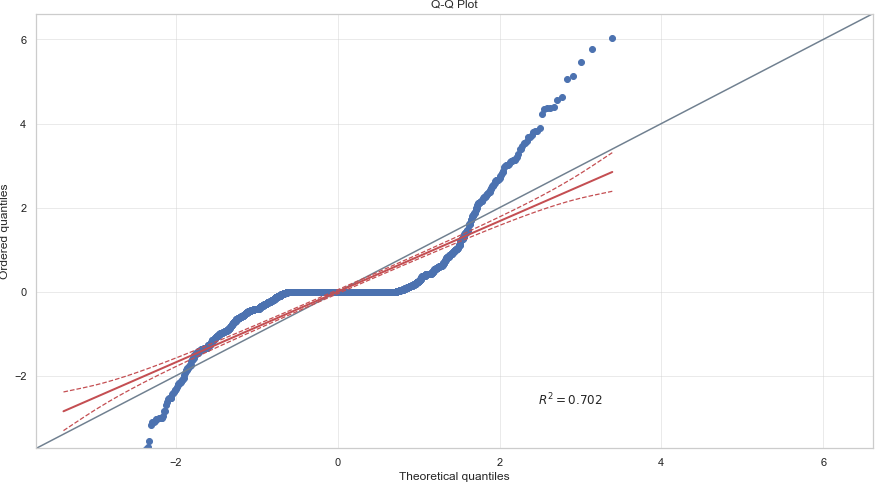 Q-Q Plot
6
4
2
0
−2
Ordered quantiles
R² = 0.702
−2
0
2
4
6
Theoretical quantiles